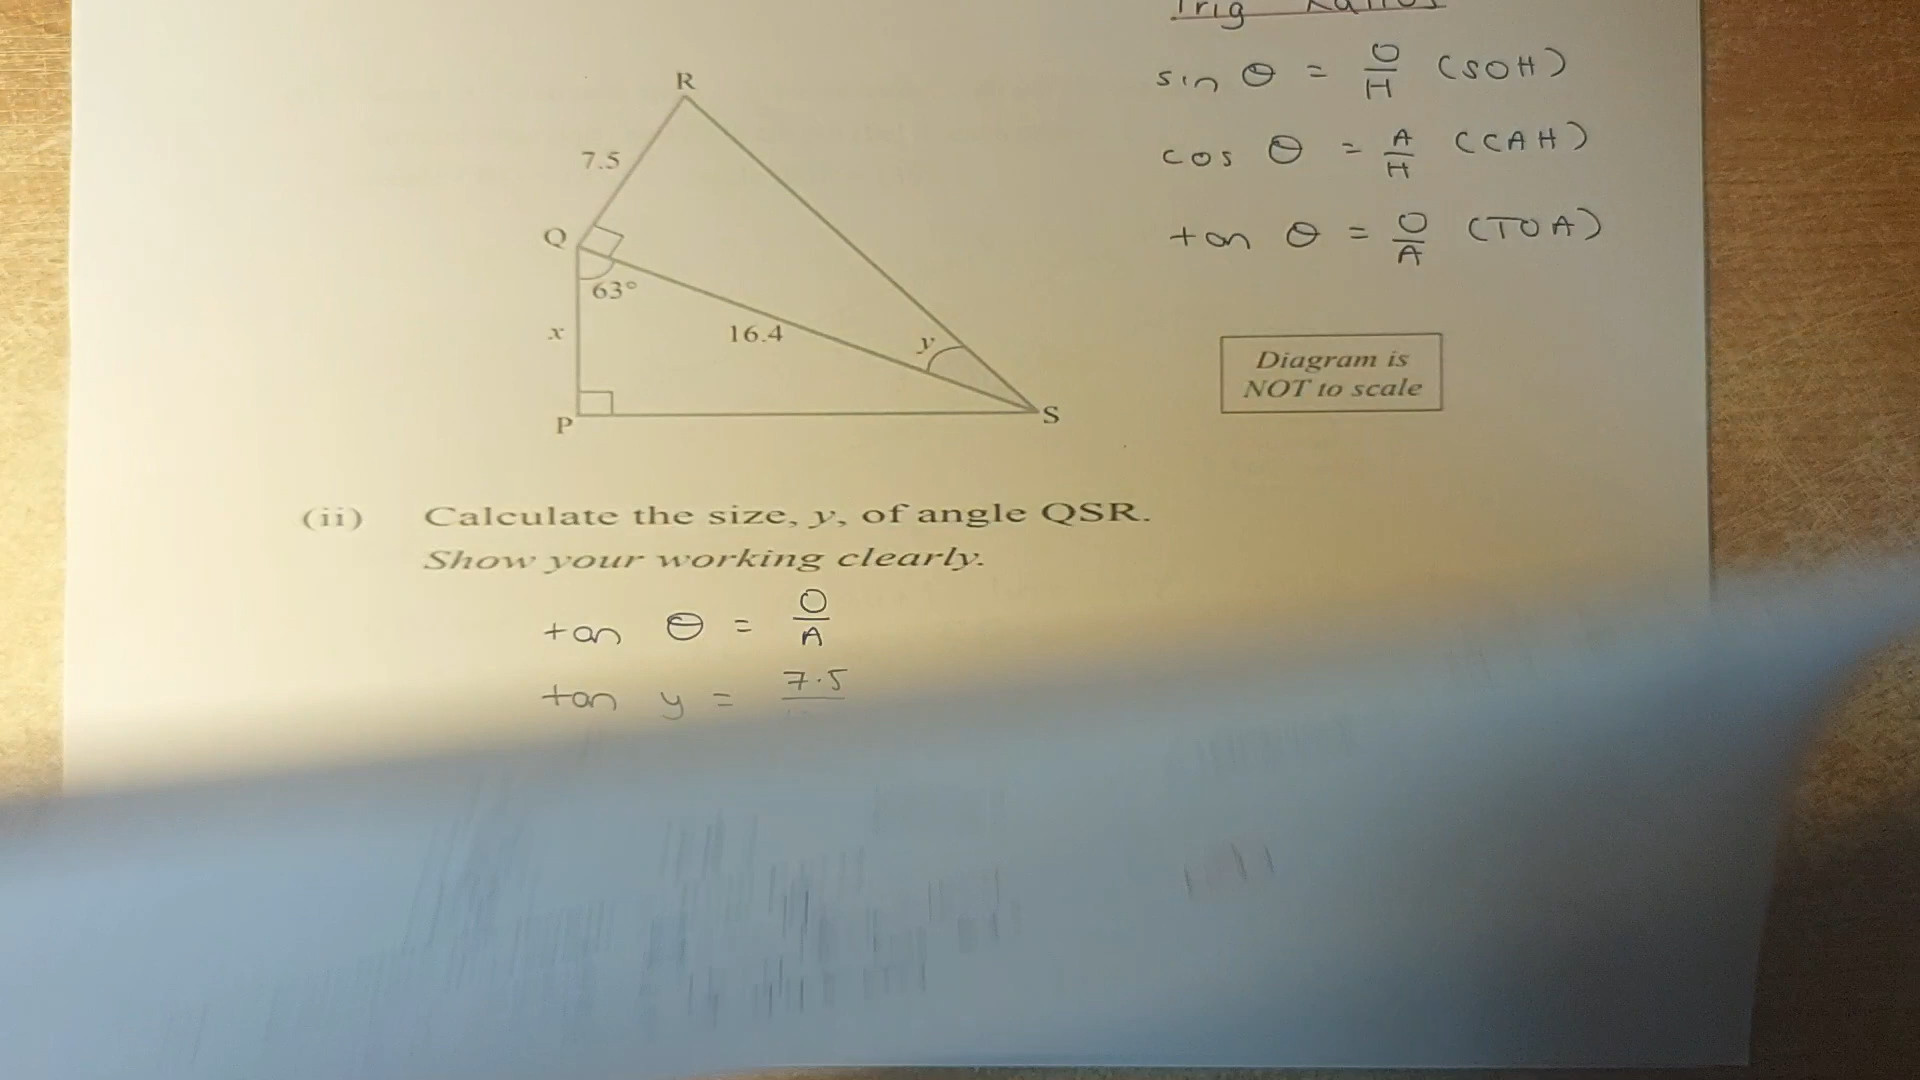 Trig Ratios
sin θ = O/H (SOH)
cos θ = A/H (CAH)
tan θ = O/A (TOA)
R
7.5
Q
63°
x
16.4
y
P
S
Diagram is
NOT to scale
(ii) Calculate the size, y, of angle QSR.
Show your working clearly.
tan θ = O/A
tan y = 7.5